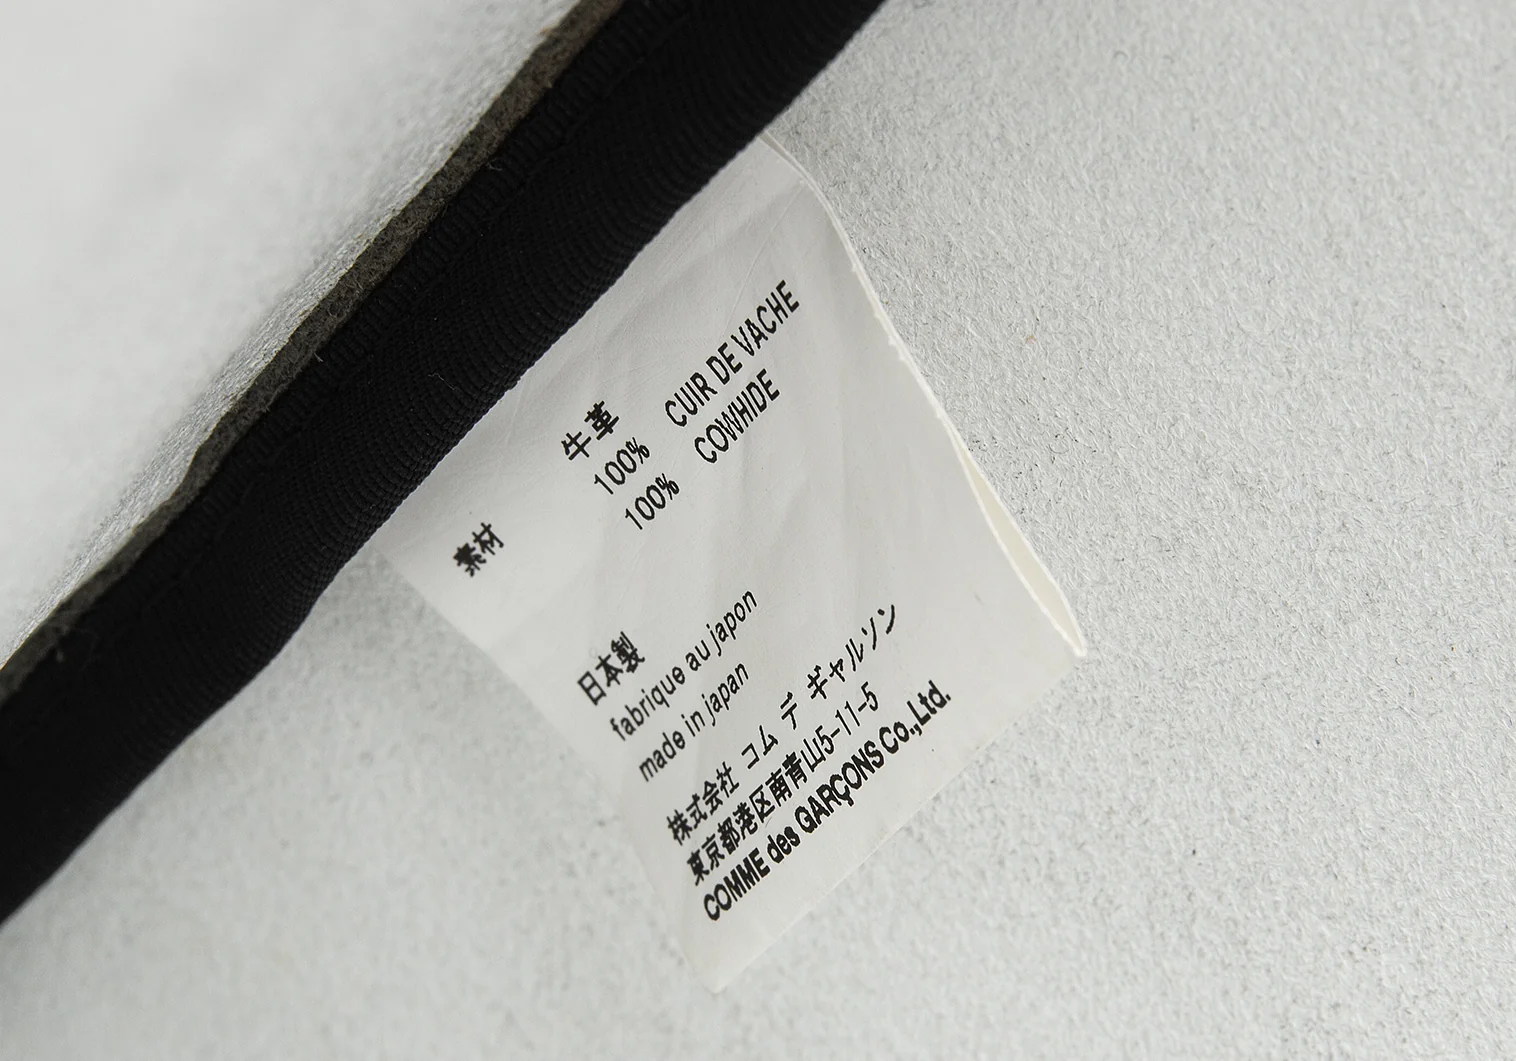 素材
牛革
100% CUIR DE VACHE
100% COWHIDE
日本製
fabrique au japon
made in japan
株式会社 コム デ ギャルソン
東京都港区南青山5-11-5
COMME des GARÇONS Co.,Ltd.